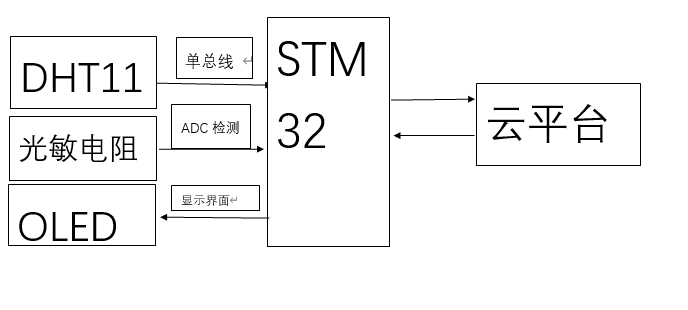 DHT11
单总线
STM
32
光敏电阻
ADC 检测
OLED
显示界面
云平台